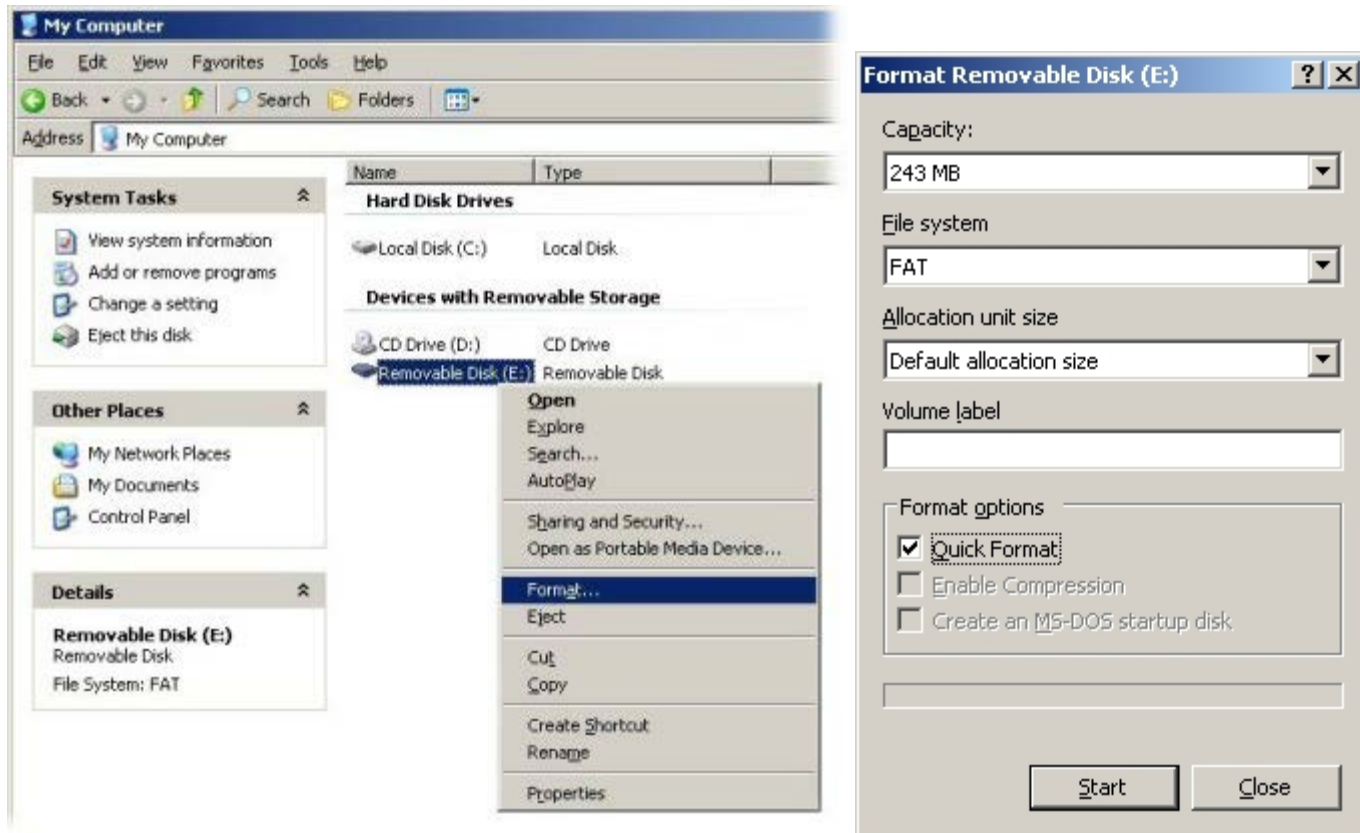 My Computer
File Edit View Favorites Tools Help
Back Search Folders
Address My Computer
System Tasks
View system information
Add or remove programs
Change a setting
Eject this disk
Other Places
My Network Places
My Documents
Control Panel
Details
Removable Disk (E:)
Removable Disk
File System: FAT
Name Type
Hard Disk Drives
Local Disk (C:) Local Disk
Devices with Removable Storage
CD Drive (D:) CD Drive
Removable Disk (E:) Removable Disk
Open
Explore
Search...
AutoPlay
Sharing and Security...
Open as Portable Media Device...
Format...
Eject
Cut
Copy
Create Shortcut
Rename
Properties
Format Removable Disk (E:)
Capacity:
243 MB
File system
FAT
Allocation unit size
Default allocation size
Volume label
Format options
Quick Format
Enable Compression
Create an MS-DOS startup disk
Start Close